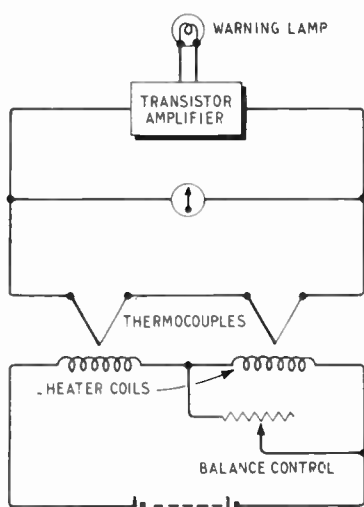 WARNING LAMP
TRANSISTOR
AMPLIFIER
THERMOCOUPLES
HEATER COILS
BALANCE CONTROL